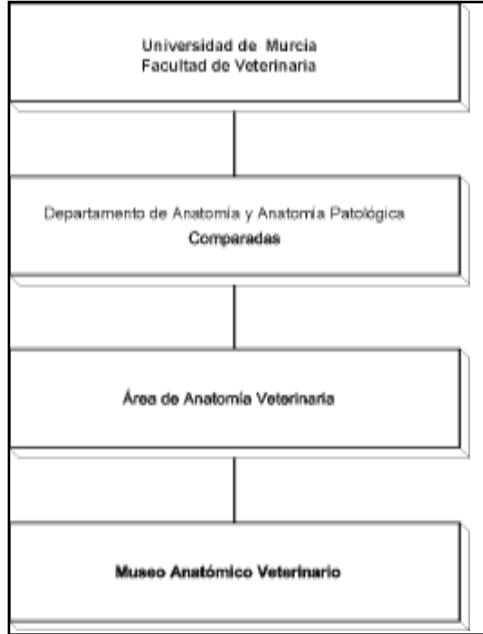 Universidad de Murcia
Facultad de Veterinaria
Departamento de Anatomía y Anatomía Patológica
Comparadas
Área de Anatomía Veterinaria
Museo Anatómico Veterinario